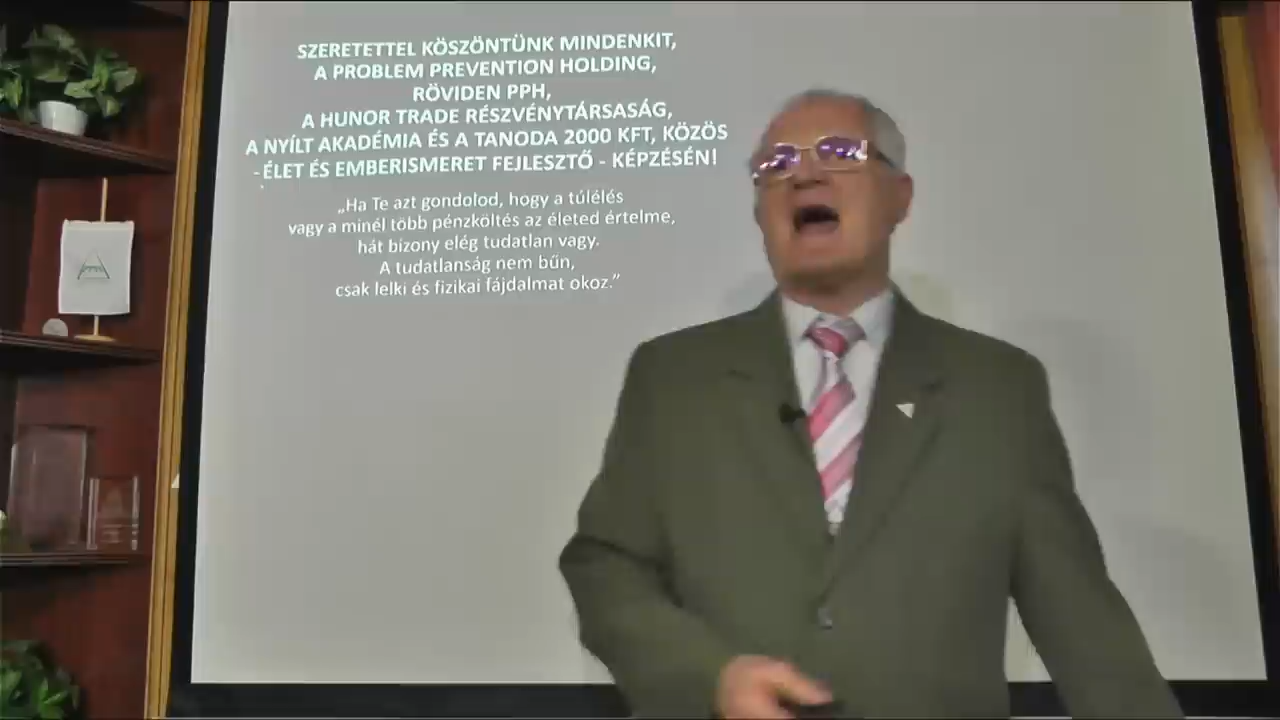 SZERETETTEL KÖSZÖNTÜNK MINDENKIT,
A PROBLEM PREVENTION HOLDING,
RÖVIDEN PPH,
A HUNOR TRADE RÉSZVÉNYTÁRSASÁG,
A NYÍLT AKADÉMIA ÉS A TANODA 2000 KFT, KÖZÖS
- ÉLET ÉS EMBERISMERET FEJLESZTŐ - KÉPZÉSÉN!
„Ha Te azt gondolod, hogy a túlélés
vagy a minél több pénzköltés az életed értelme,
hát bizony elég tudatlan vagy.
A tudatlanság nem bűn,
csak lelki és fizikai fájdalmat okoz.”